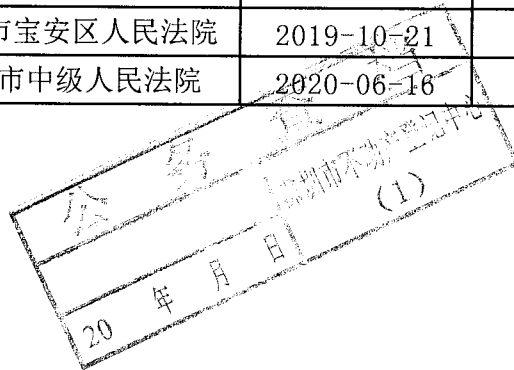 市宝安区人民法院 2019-10-21
市中级人民法院 2020-06-16
深圳市不动产登记中心
(1)
20 年 月 日